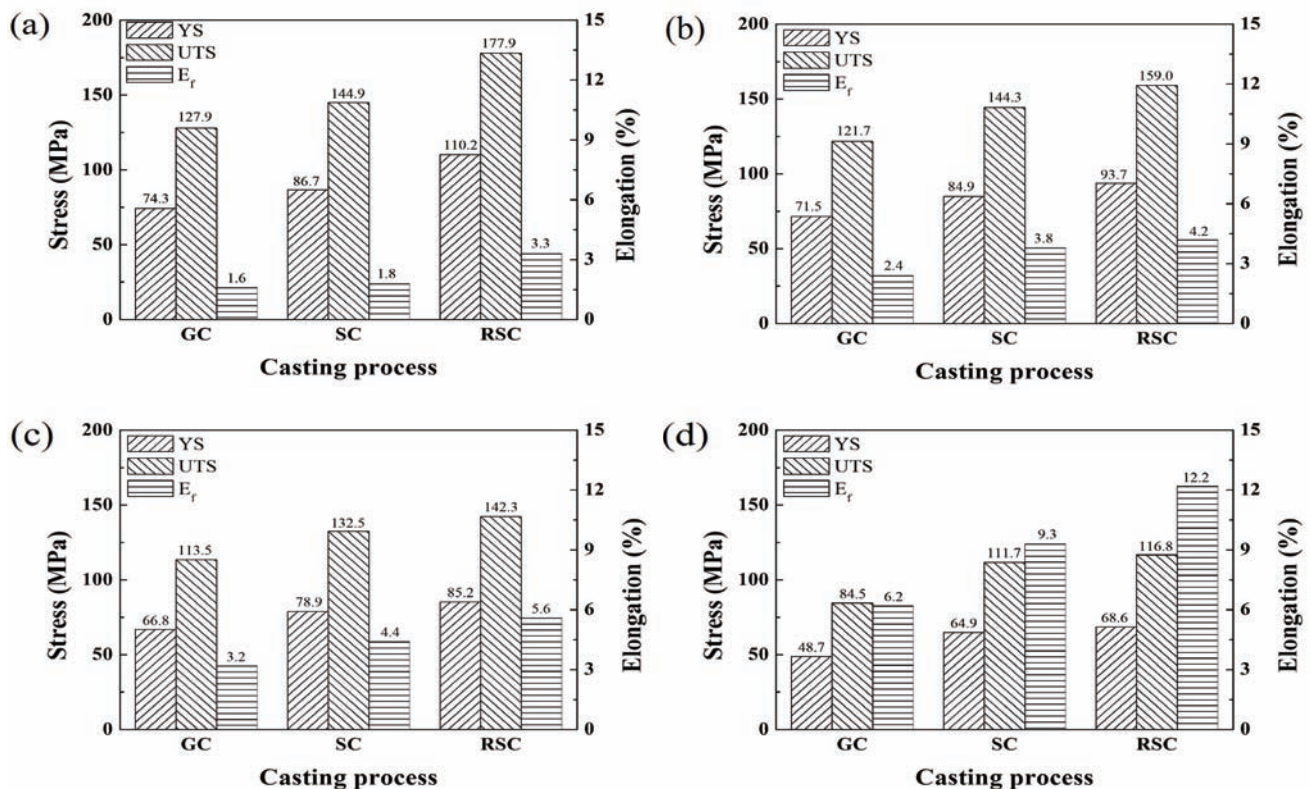 (a)
YS
UTS
Ef
200
150
100
50
0
15
12
9
6
3
0
Stress (MPa)
Elongation (%)
74.3
127.9
1.6
86.7
144.9
1.8
110.2
177.9
3.3
GC
SC
RSC
Casting process
(b)
YS
UTS
Ef
200
150
100
50
0
15
12
9
6
3
0
Stress (MPa)
Elongation (%)
71.5
121.7
2.4
84.9
144.3
3.8
93.7
159.0
4.2
GC
SC
RSC
Casting process
(c)
YS
UTS
Ef
200
150
100
50
0
15
12
9
6
3
0
Stress (MPa)
Elongation (%)
66.8
113.5
3.2
78.9
132.5
4.4
85.2
142.3
5.6
GC
SC
RSC
Casting process
(d)
YS
UTS
Ef
200
150
100
50
0
15
12
9
6
3
0
Stress (MPa)
Elongation (%)
48.7
84.5
6.2
64.9
111.7
9.3
68.6
116.8
12.2
GC
SC
RSC
Casting process